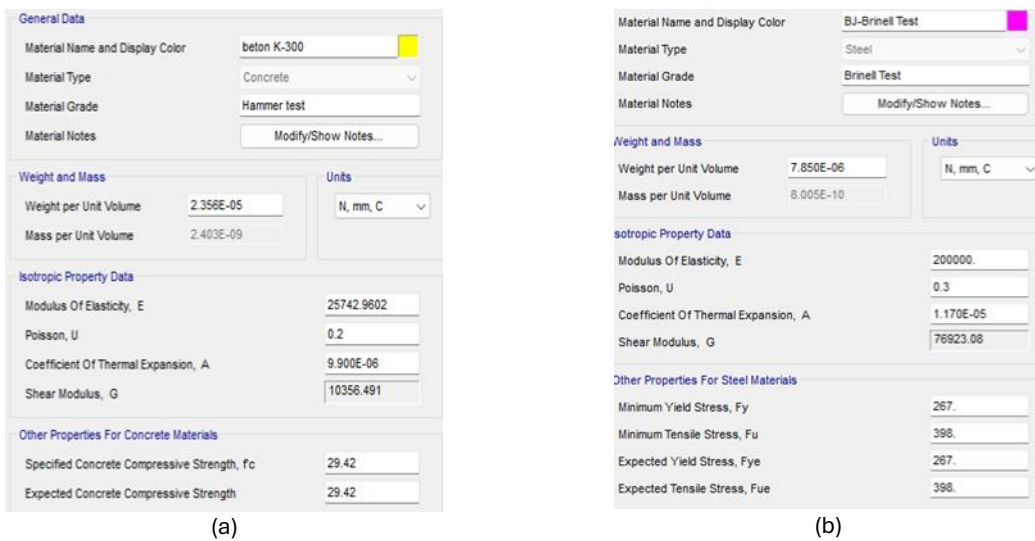 General Data
Material Name and Display Color beton K-300
Material Type Concrete
Material Grade Hammer test
Material Notes Modify/Show Notes...
Weight and Mass Units
Weight per Unit Volume 2.356E-05 N, mm, C
Mass per Unit Volume 2.403E-09
Isotropic Property Data
Modulus Of Elasticity, E 25742.9602
Poisson, U 0.2
Coefficient Of Thermal Expansion, A 9.900E-06
Shear Modulus, G 10356.491
Other Properties For Concrete Materials
Specified Concrete Compressive Strength, f'c 29.42
Expected Concrete Compressive Strength 29.42
(a)
Material Name and Display Color BJ-Brinell Test
Material Type Steel
Material Grade Brinell Test
Material Notes Modify/Show Notes...
Weight and Mass Units
Weight per Unit Volume 7.850E-06 N, mm, C
Mass per Unit Volume 8.005E-10
sotropic Property Data
Modulus Of Elasticity, E 200000.
Poisson, U 0.3
Coefficient Of Thermal Expansion, A 1.170E-05
Shear Modulus, G 76923.08
Other Properties For Steel Materials
Minimum Yield Stress, Fy 267.
Minimum Tensile Stress, Fu 398.
Expected Yield Stress, Fye 267.
Expected Tensile Stress, Fue 398.
(b)